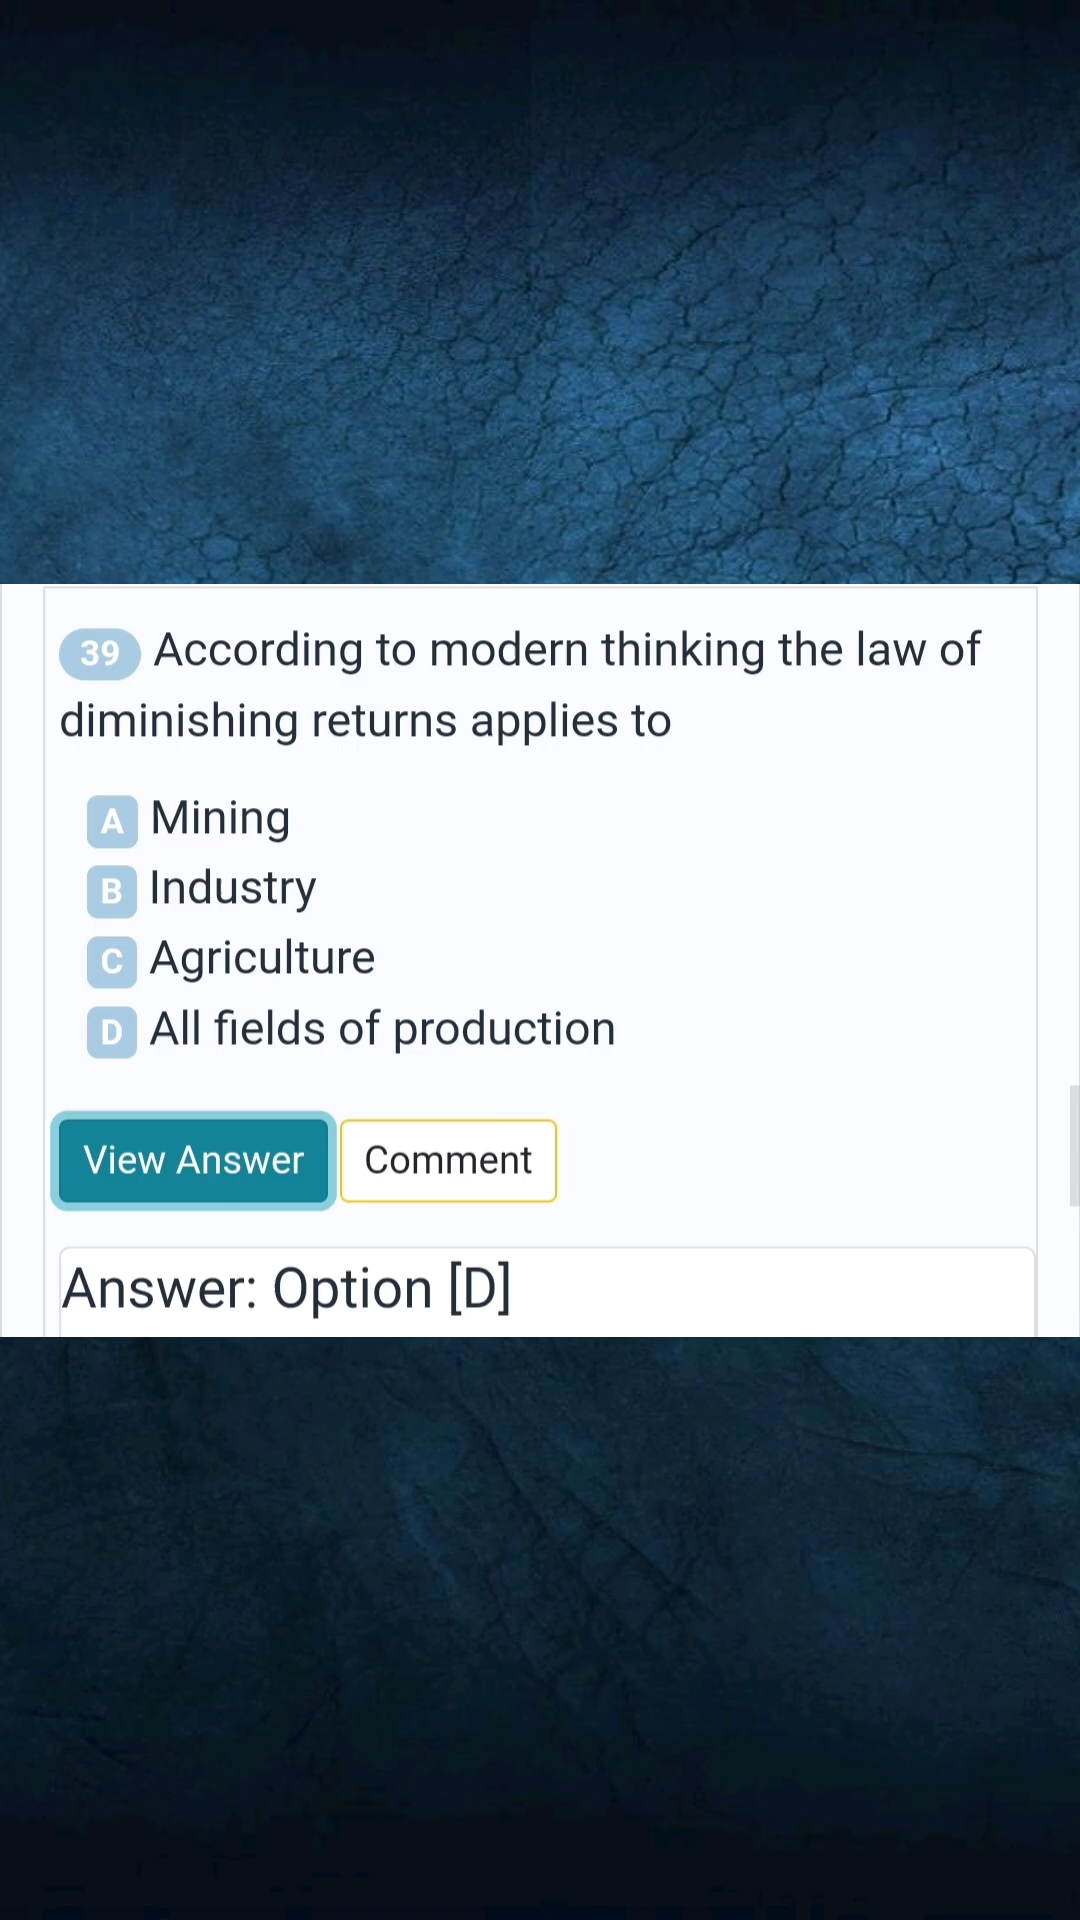 39 According to modern thinking the law of
diminishing returns applies to
A Mining
B Industry
C Agriculture
D All fields of production
View Answer Comment
Answer: Option [D]